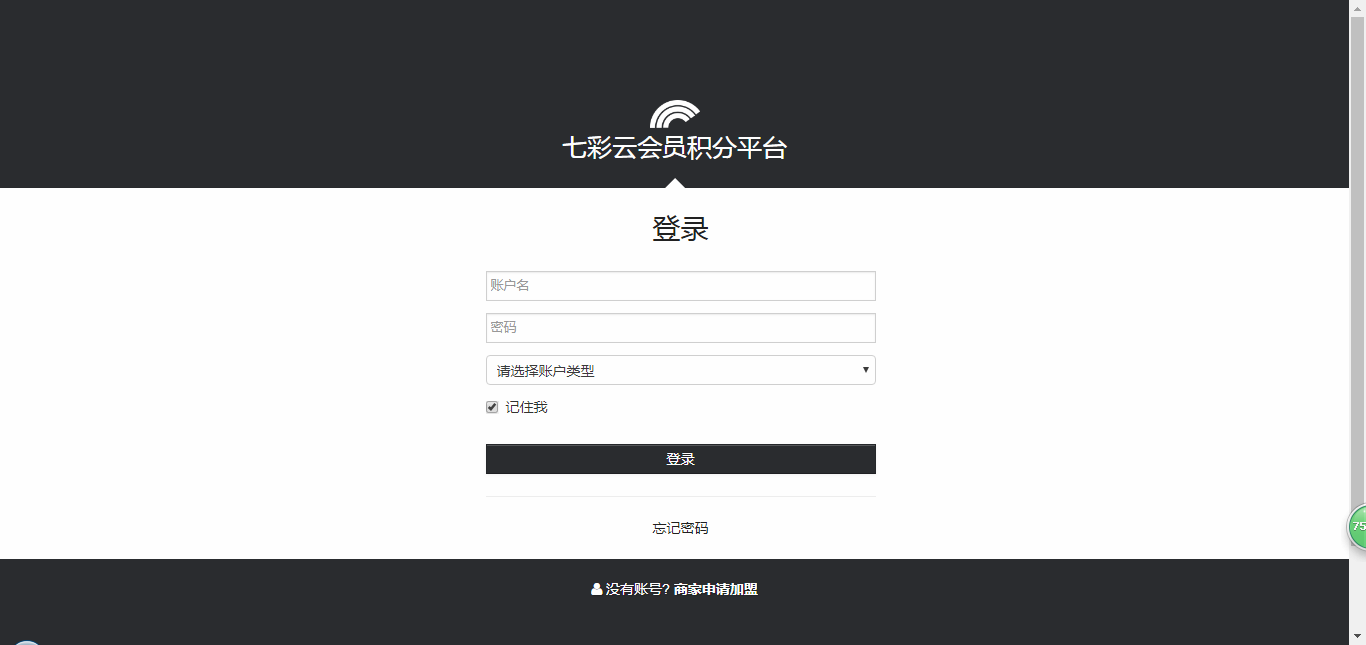 七彩云会员积分平台
登录
账户名
密码
请选择账户类型
记住我
登录
忘记密码
没有账号? 商家申请加盟
75